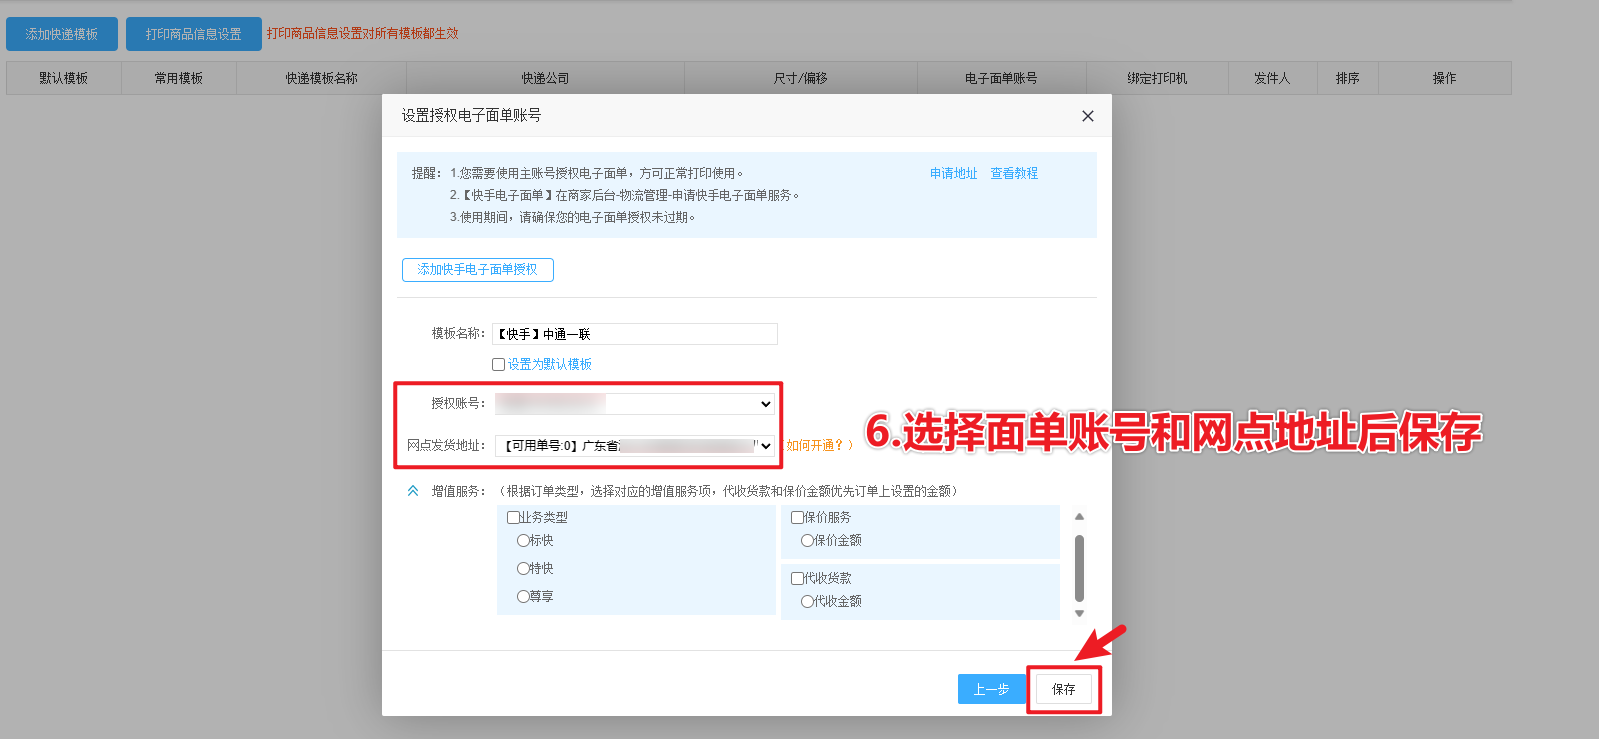 添加快递模板 打印商品信息设置 打印商品信息设置对所有模板都生效
默认模板 常用模板 快递模板名称 快递公司 尺寸/偏移 电子面单账号 绑定打印机 发件人 排序 操作
设置授权电子面单账号
提醒: 1.您需要使用主账号授权电子面单，方可正常打印使用。 申请地址 查看教程
2.【快手电子面单】在商家后台-物流管理-申请快手电子面单服务。
3.使用期间，请确保您的电子面单授权未过期。
添加快手电子面单授权
模板名称: 【快手】中通一联
设置为默认模板
授权账号:
网点发货地址: 【可用单号:0】广东省 如何开通？）
6.选择面单账号和网点地址后保存
增值服务: （根据订单类型，选择对应的增值服务项，代收货款和保价金额优先订单上设置的金额）
业务类型 保价服务
标快 保价金额
特快 代收货款
尊享 代收金额
上一步 保存